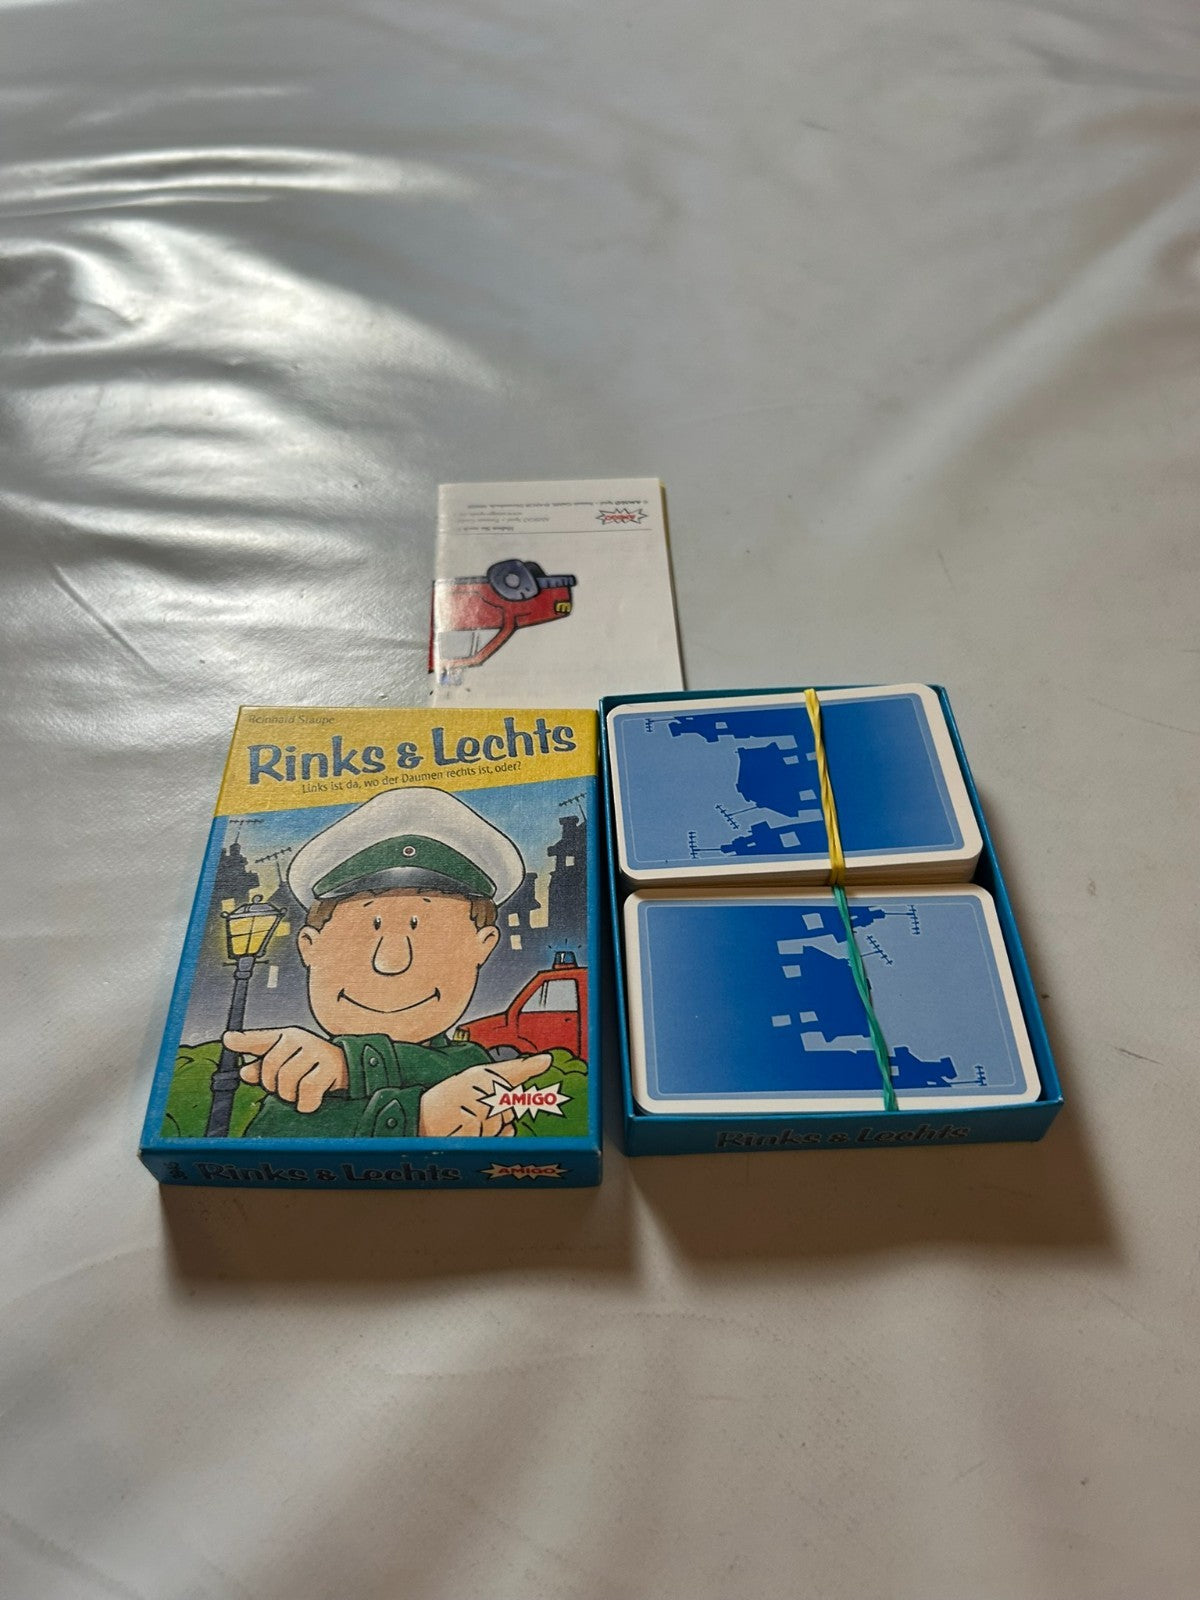 AMIGO
Reinhard Staupe
Rinks & Lechts
Links ist da, wo der Daumen rechts ist, oder?
AMIGO
Rinks & Lechts
AMIGO
Rinks & Lechts